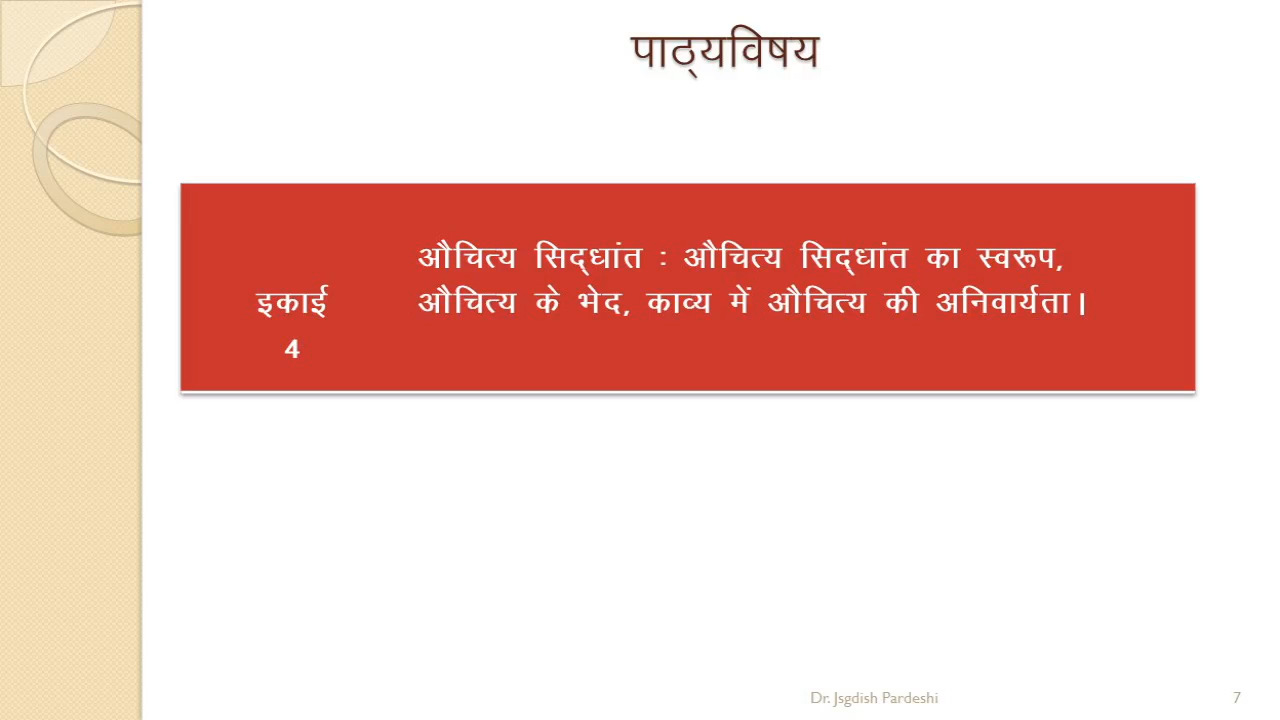 पाठ्यविषय
औचित्य सिद्‌धांत : औचित्य सिद्‌धांत का स्वरूप,
इकाई औचित्य के भेद, काव्य में औचित्य की अनिवार्यता।
4
Dr. Jsgdish Pardeshi 7